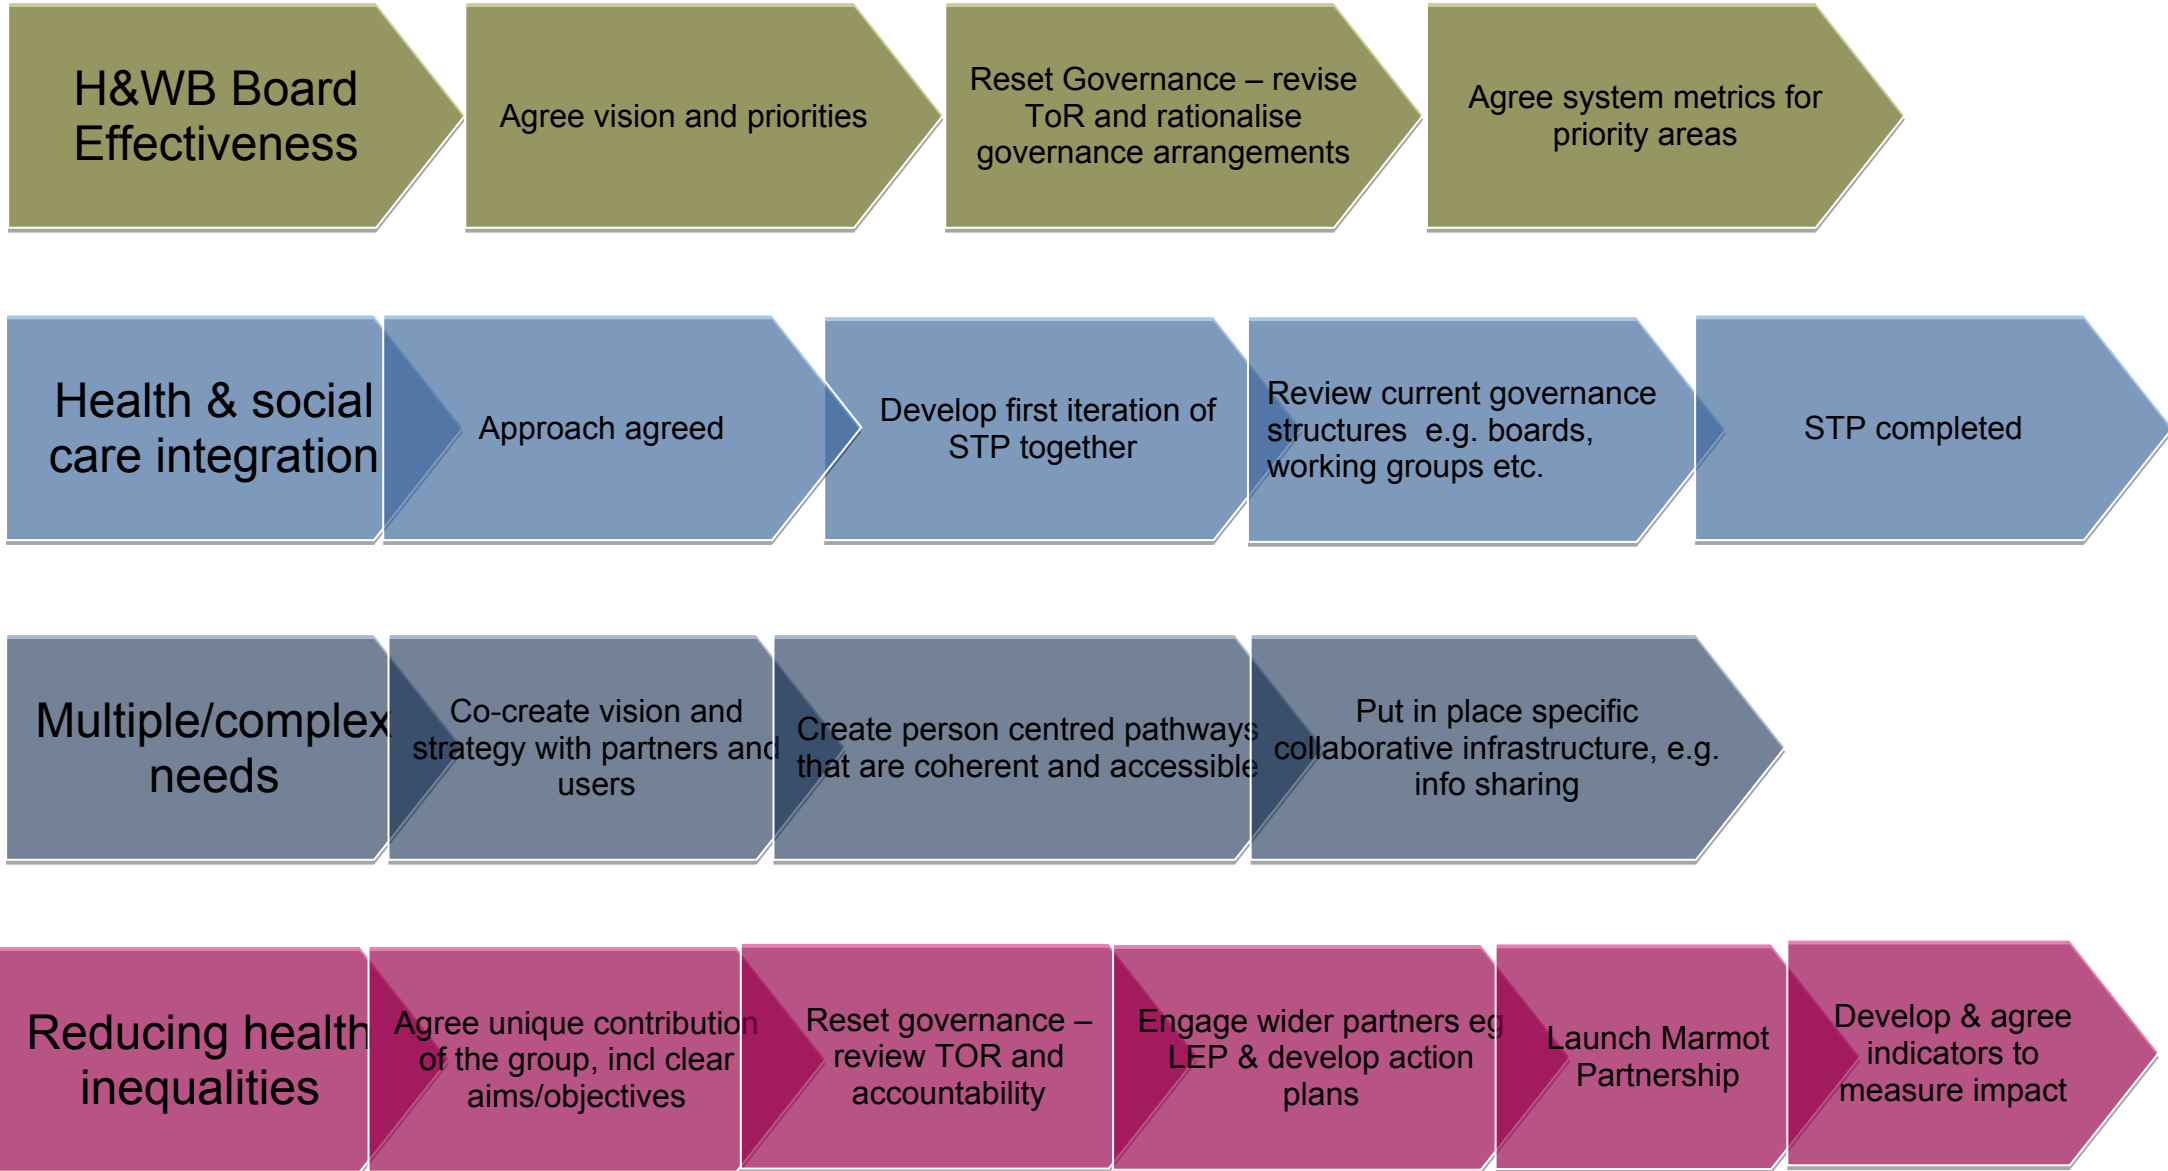 H&WB Board
Effectiveness
Agree vision and priorities
Reset Governance – revise
ToR and rationalise
governance arrangements
Agree system metrics for
priority areas
Health & social
care integration
Approach agreed
Develop first iteration of
STP together
Review current governance
structures  e.g. boards,
working groups etc.
STP completed
Multiple/complex
needs
Co-create vision and
strategy with partners and
users
Create person centred pathways
that are coherent and accessible
Put in place specific
collaborative infrastructure, e.g.
info sharing
Reducing health
inequalities
Agree unique contribution
of the group, incl clear
aims/objectives
Reset governance –
review TOR and
accountability
Engage wider partners eg
LEP & develop action
plans
Launch Marmot
Partnership
Develop & agree
indicators to
measure impact